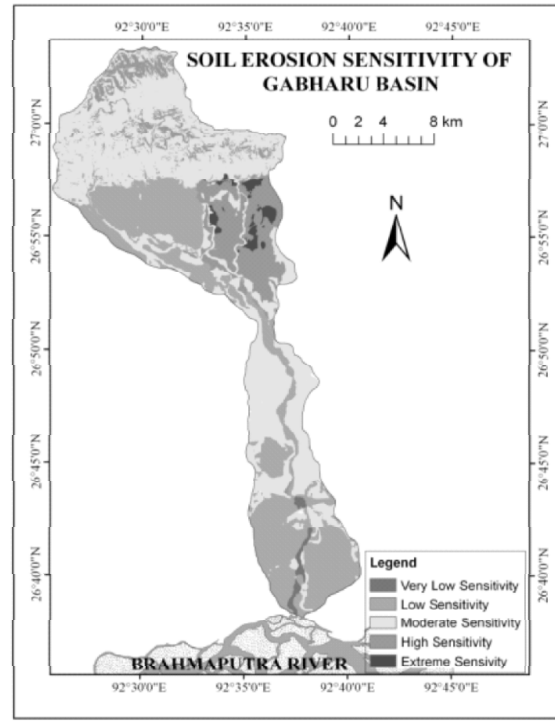 92°30'0"E 92°35'0"E 92°40'0"E 92°45'0"E
SOIL EROSION SENSITIVITY OF
GABHARU BASIN
0 2 4 8 km
N
27°0'0"N 27°0'0"N
26°55'0"N 26°55'0"N
26°50'0"N 26°50'0"N
26°45'0"N 26°45'0"N
26°40'0"N 26°40'0"N
Legend
Very Low Sensitivity
Low Sensitivity
Moderate Sensitivity
High Sensitivity
Extreme Sensivity
BRAHMAPUTRA RIVER
92°30'0"E 92°35'0"E 92°40'0"E 92°45'0"E